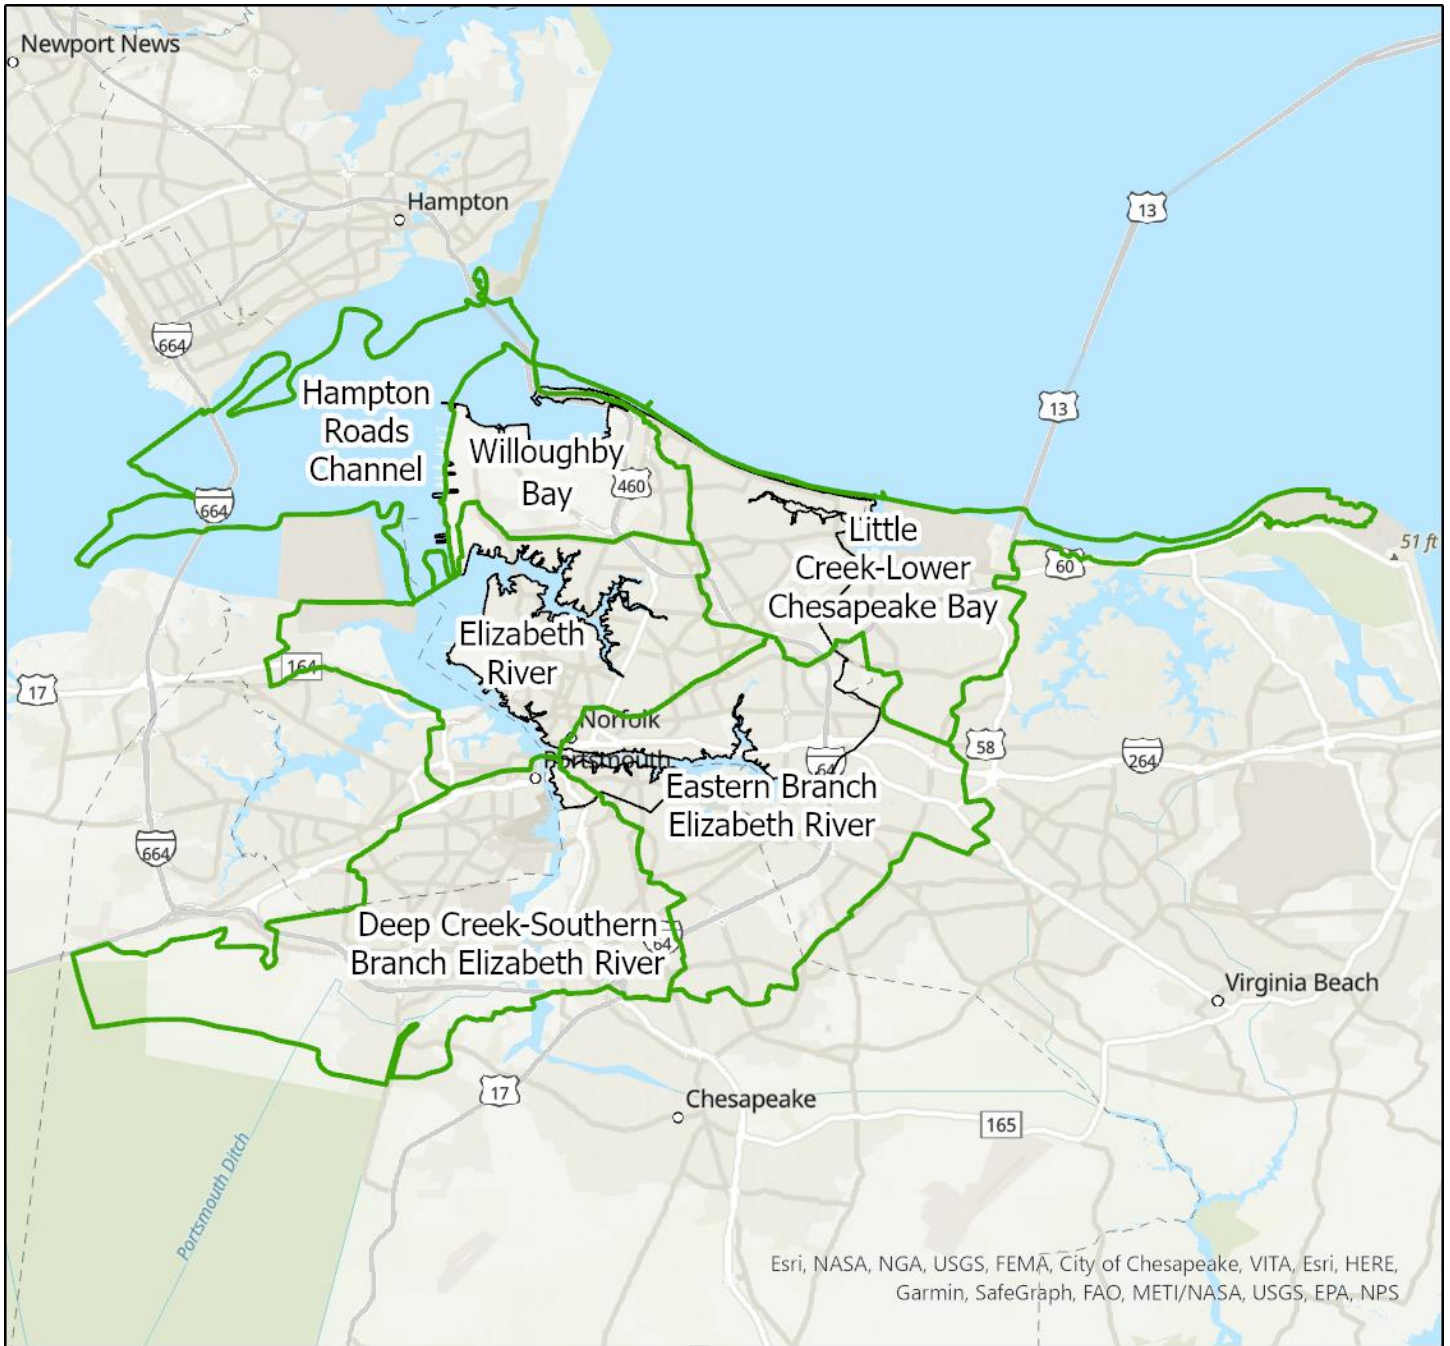 Newport News
Hampton
13
664
Hampton
Roads
Channel
13
Willoughby
Bay
460
664
Little
Creek-Lower
Chesapeake Bay
51 ft
60
Elizabeth
River
164
17
Norfolk
58
264
Portsmouth
64
Eastern Branch
Elizabeth River
664
Deep Creek-Southern
Branch Elizabeth River
64
Virginia Beach
17
Chesapeake
165
Portsmouth Ditch
Esri, NASA, NGA, USGS, FEMA, City of Chesapeake, VITA, Esri, HERE,
Garmin, SafeGraph, FAO, METI/NASA, USGS, EPA, NPS